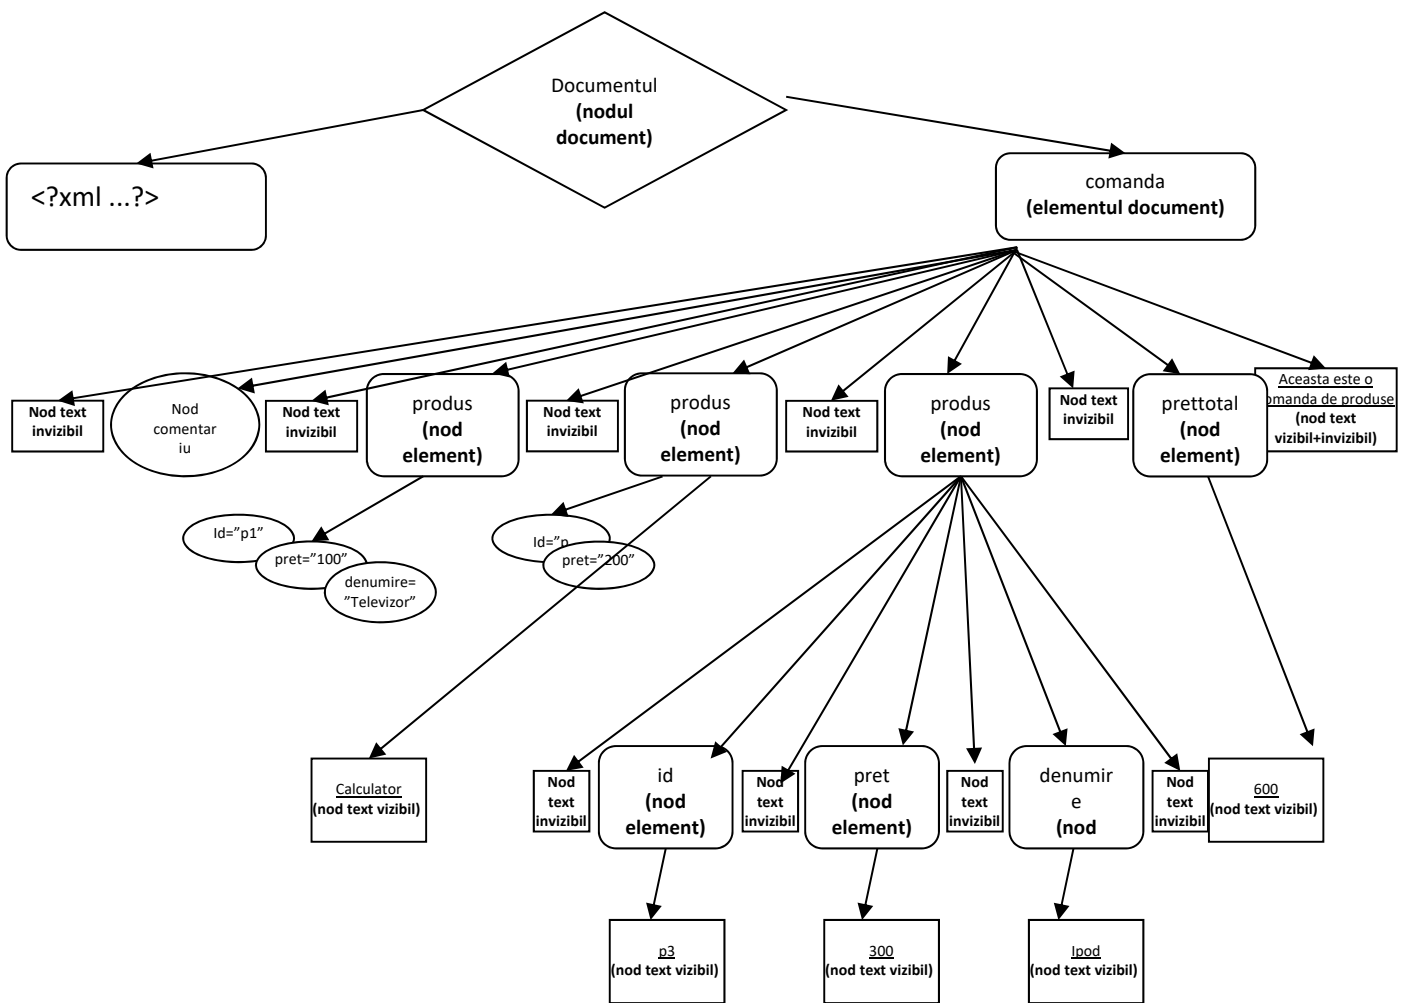 Documentul
(nodul
document)
<?xml ...?>
comanda
(elementul document)
Nod text
invizibil
Nod
comentar
iu
Nod text
invizibil
produs
(nod
element)
Nod text
invizibil
produs
(nod
element)
Nod text
invizibil
produs
(nod
element)
Nod text
invizibil
prettotal
(nod
element)
Aceasta este o
omanda de produse
(nod text
vizibil+invizibil)
Id=”p1”
pret=”100”
denumire=
”Televizor”
Id=”p
pret=”200”
Calculator
(nod text vizibil)
Nod
text
invizibil
id
(nod
element)
Nod
text
invizibil
pret
(nod
element)
Nod
text
invizibil
denumir
e
(nod
Nod
text
invizibil
600
(nod text vizibil)
p3
(nod text vizibil)
300
(nod text vizibil)
Ipod
(nod text vizibil)